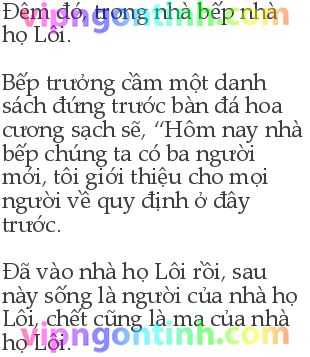 Đêm đó, trong nhà bếp nhà
họ Lôi.
Bếp trưởng cầm một danh
sách đứng trước bàn đá hoa
cương sạch sẽ, “Hôm nay nhà
bếp chúng ta có ba người
mới, tôi giới thiệu cho mọi
người về quy định ở đây
trước.
Đã vào nhà họ Lôi rồi, sau
này sống là người của nhà họ
Lôi, chết cũng là ma của nhà
họ Lôi.
vipngontinh.com
vipngontinh.com